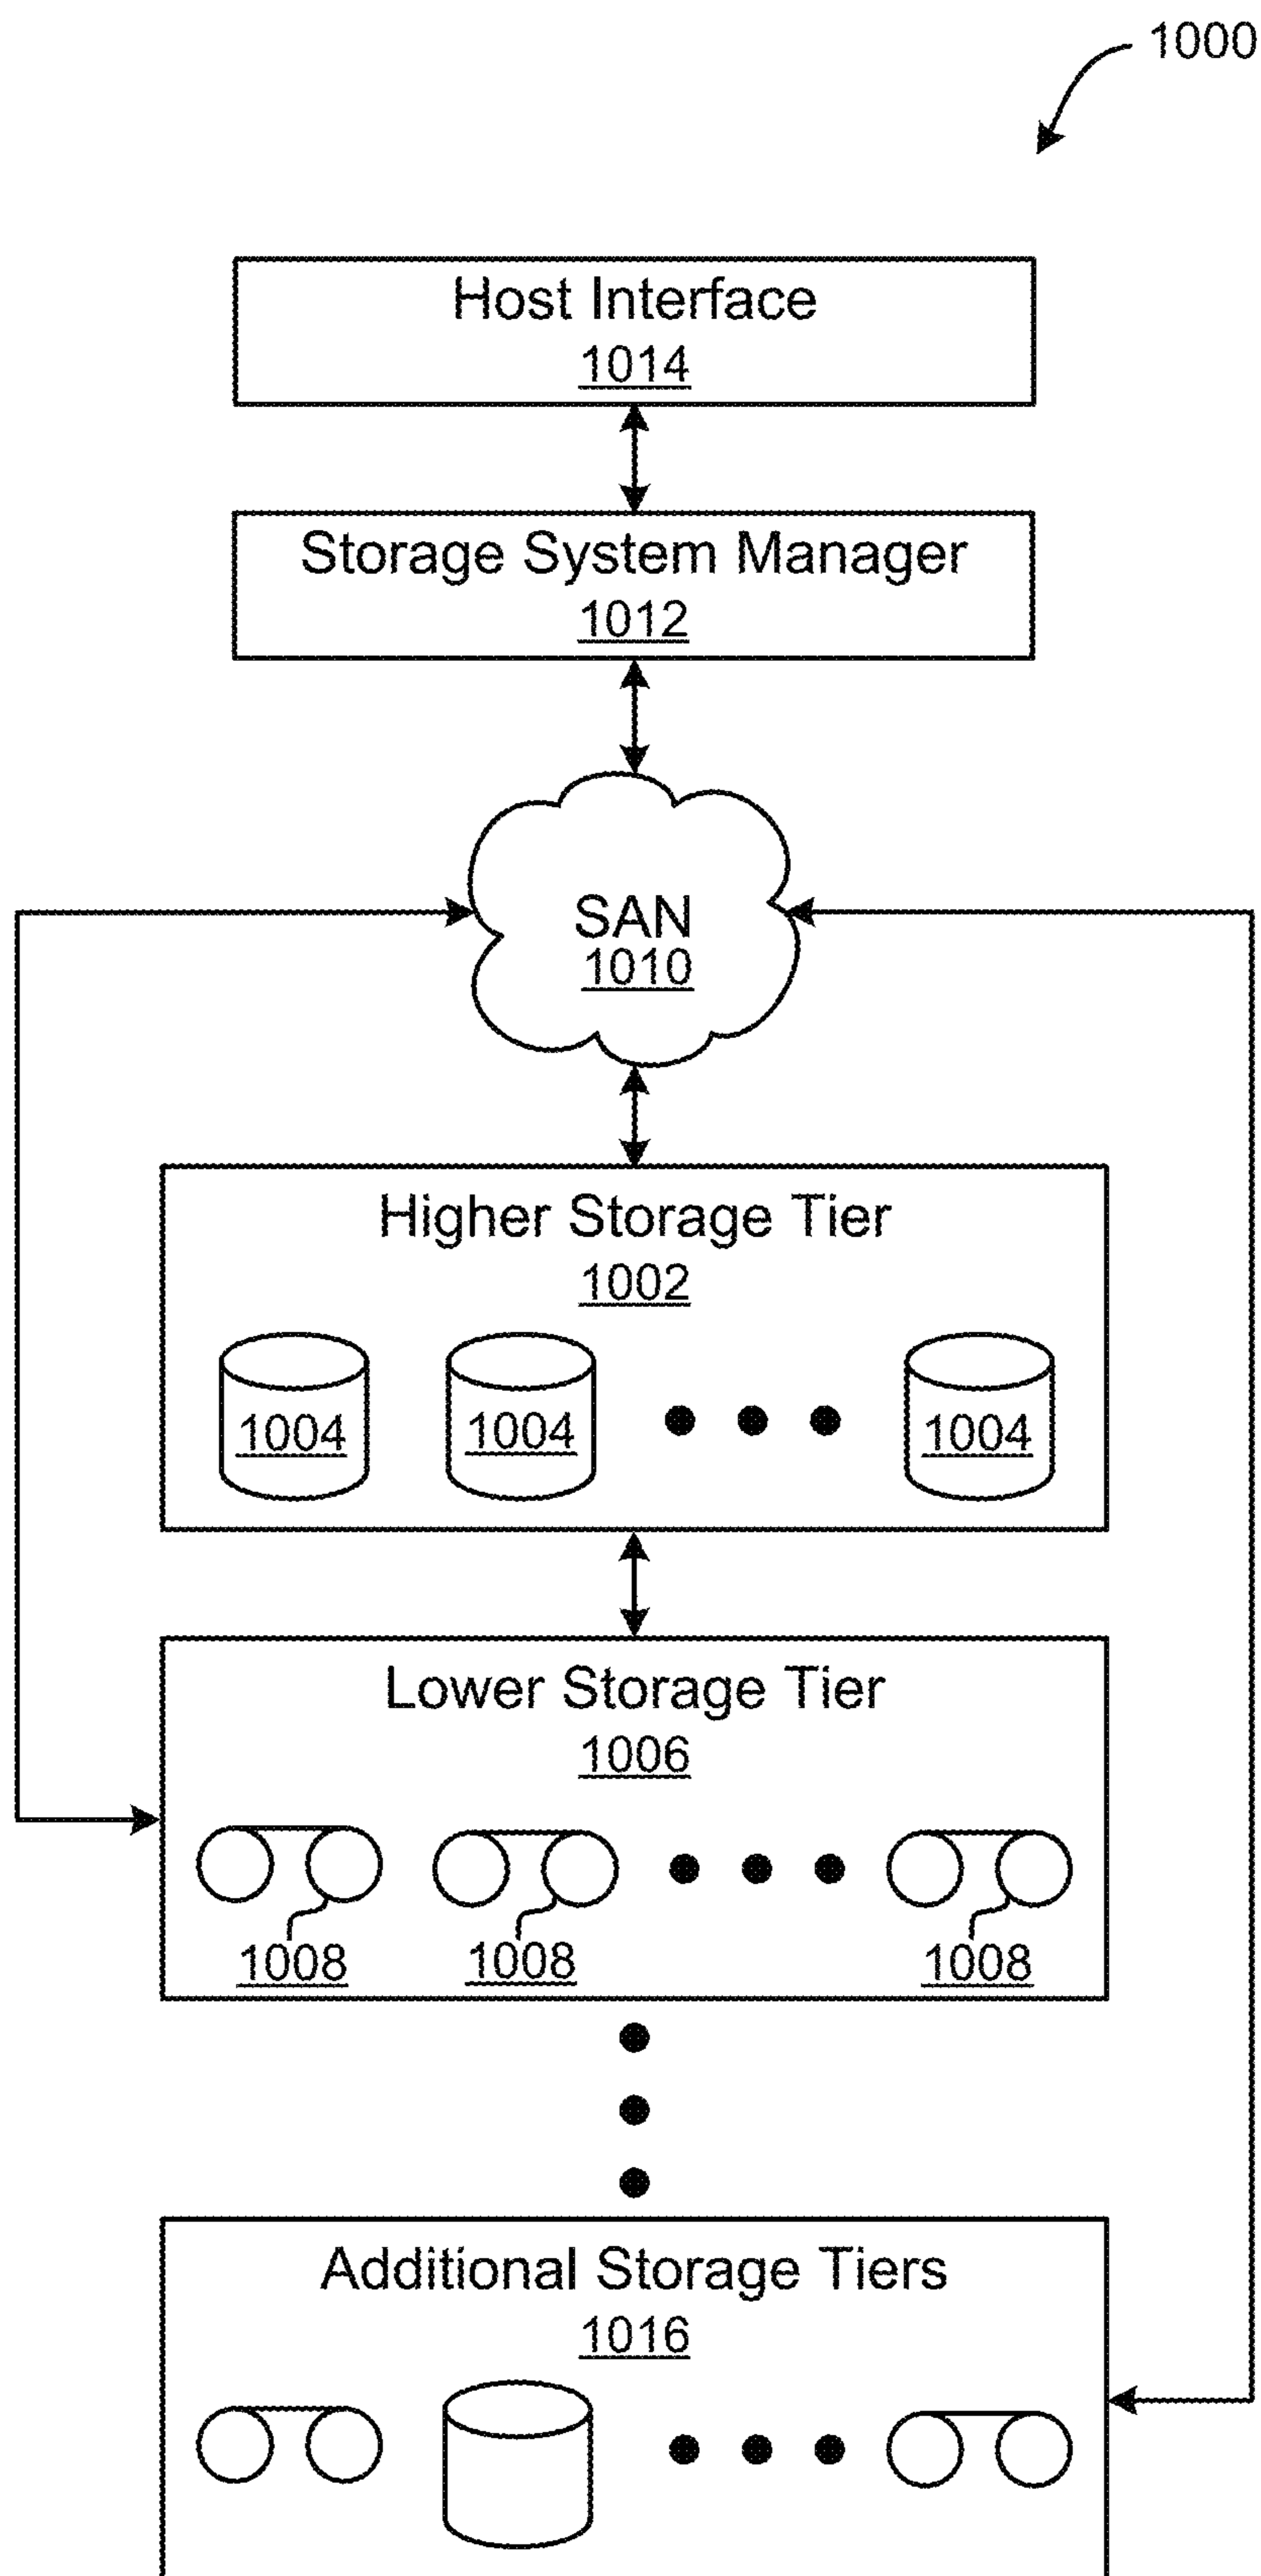 1000
Host Interface
1014
Storage System Manager
1012
SAN
1010
Higher Storage Tier
1002
1004 1004 1004
Lower Storage Tier
1006
1008 1008 1008
Additional Storage Tiers
1016